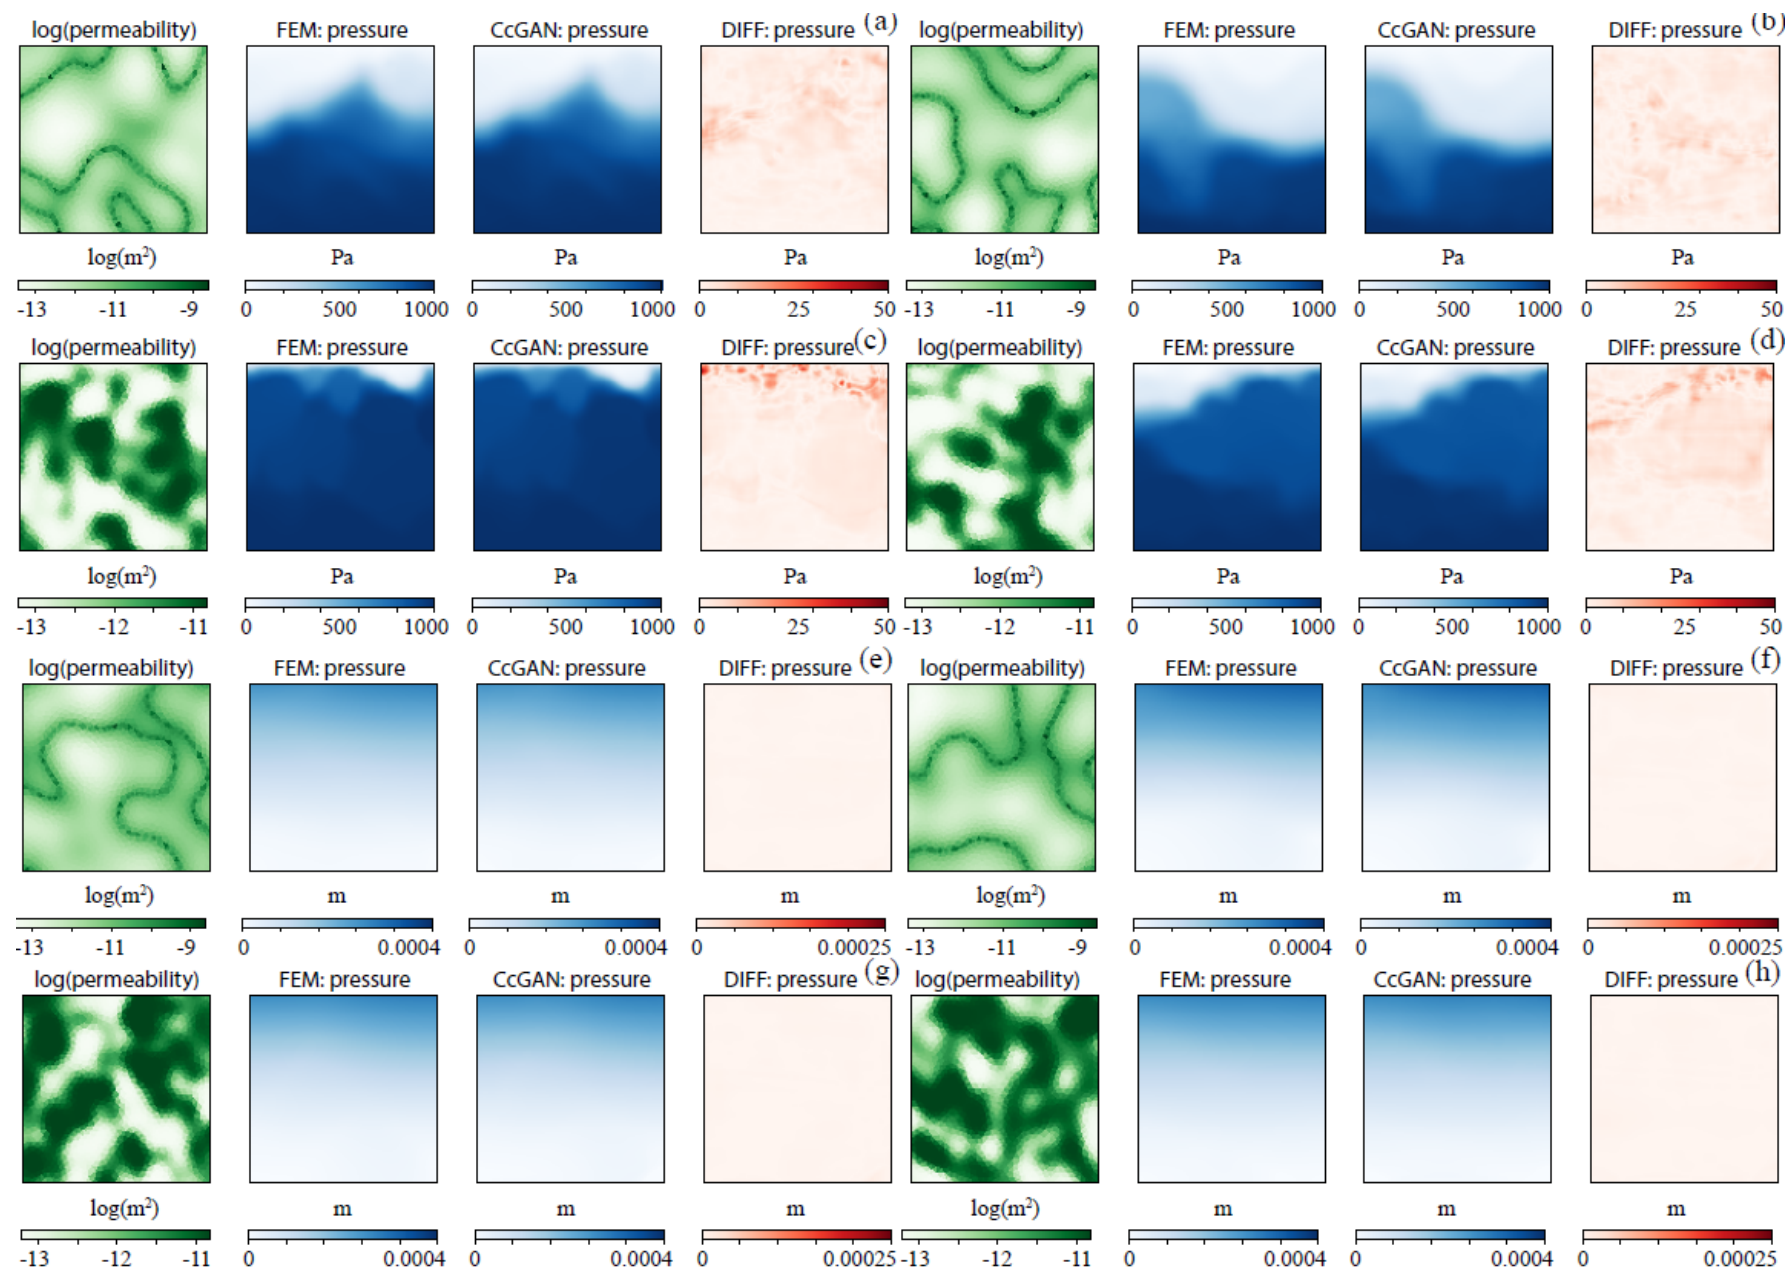 log(permeability) FEM: pressure CcGAN: pressure DIFF: pressure (a) log(permeability) FEM: pressure CcGAN: pressure DIFF: pressure (b)
log(m²) Pa Pa Pa log(m²) Pa Pa Pa
-13 -11 -9 0 500 1000 0 500 1000 0 25 50 -13 -11 -9 0 500 1000 0 500 1000 0 25 50
log(permeability) FEM: pressure CcGAN: pressure DIFF: pressure (c) log(permeability) FEM: pressure CcGAN: pressure DIFF: pressure (d)
log(m²) Pa Pa Pa log(m²) Pa Pa Pa
-13 -12 -11 0 500 1000 0 500 1000 0 25 50 -13 -12 -11 0 500 1000 0 500 1000 0 25 50
log(permeability) FEM: pressure CcGAN: pressure DIFF: pressure (e) log(permeability) FEM: pressure CcGAN: pressure DIFF: pressure (f)
log(m²) m m m log(m²) m m m
-13 -11 -9 0 0.0004 0 0.0004 0 0.00025 -13 -11 -9 0 0.0004 0 0.0004 0 0.00025
log(permeability) FEM: pressure CcGAN: pressure DIFF: pressure (g) log(permeability) FEM: pressure CcGAN: pressure DIFF: pressure (h)
log(m²) m m m log(m²) m m m
-13 -12 -11 0 0.0004 0 0.0004 0 0.00025 -13 -12 -11 0 0.0004 0 0.0004 0 0.00025